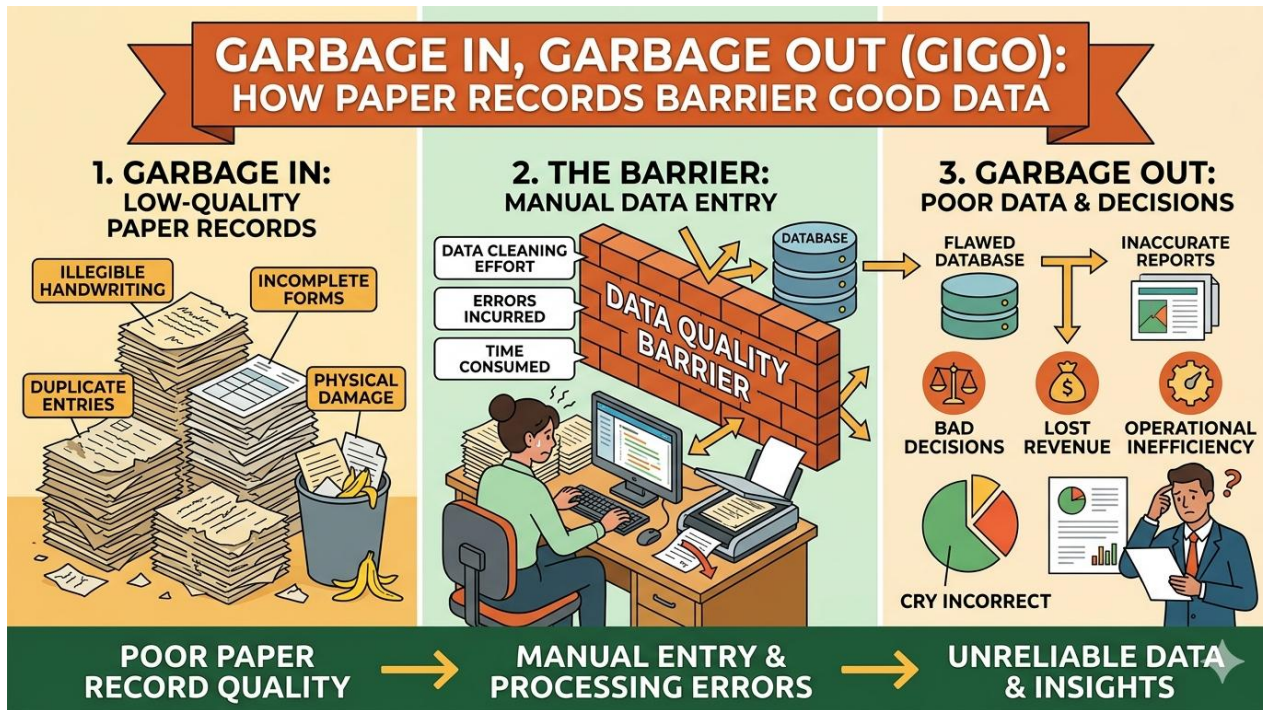 GARBAGE IN, GARBAGE OUT (GIGO):
HOW PAPER RECORDS BARRIER GOOD DATA
1. GARBAGE IN:
LOW-QUALITY
PAPER RECORDS
ILLEGIBLE
HANDWRITING
INCOMPLETE
FORMS
DUPLICATE
ENTRIES
PHYSICAL
DAMAGE
2. THE BARRIER:
MANUAL DATA ENTRY
DATA CLEANING
EFFORT
ERRORS
INCURRED
TIME
CONSUMED
DATABASE
DATA QUALITY
BARRIER
3. GARBAGE OUT:
POOR DATA & DECISIONS
FLAWED
DATABASE
INACCURATE
REPORTS
$
BAD
DECISIONS
LOST
REVENUE
OPERATIONAL
INEFFICIENCY
?
CRY INCORRECT
POOR PAPER
RECORD QUALITY
MANUAL ENTRY &
PROCESSING ERRORS
UNRELIABLE DATA
& INSIGHTS